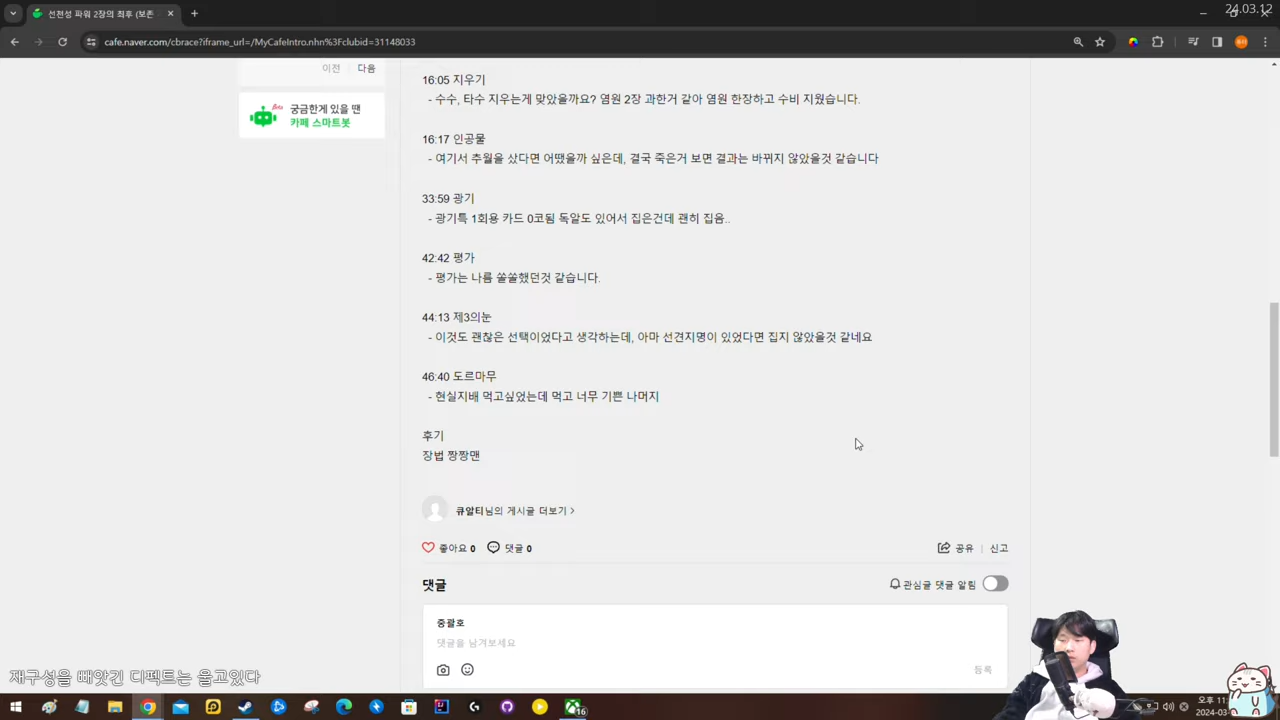 선천성 파워 2장의 최후 (보존
24.03.12
cafe.naver.com/cbrace?iframe_url=/MyCafeIntro.nhn%3Fclubid=31148033
이전 다음
궁금한게 있을 땐
Beta
카페 스마트봇
16:05 지우기
- 수수, 타수 지우는게 맞았을까요? 염원 2장 과한거 같아 염원 한장하고 수비 지웠습니다.
16:17 인공물
- 여기서 추월을 샀다면 어땠을까 싶은데, 결국 죽은거 보면 결과는 바뀌지 않았을것 같습니다
33:59 광기
- 광기특 1회용 카드 0코됨 독알도 있어서 집은건데 괜히 집음..
42:42 평가
- 평가는 나름 쏠쏠했던것 같습니다.
44:13 제3의눈
- 이것도 괜찮은 선택이었다고 생각하는데, 아마 선견지명이 있었다면 집지 않았을것 같네요
46:40 도르마무
- 현실지배 먹고싶었는데 먹고 너무 기쁜 나머지
후기
장법 짱짱맨
큐알티님의 게시글 더보기 >
좋아요 0 댓글 0
공유 | 신고
댓글
관심글 댓글 알림
중괄호
댓글을 남겨보세요
등록
재구성을 빼앗긴 디펙트는 울고있다
16